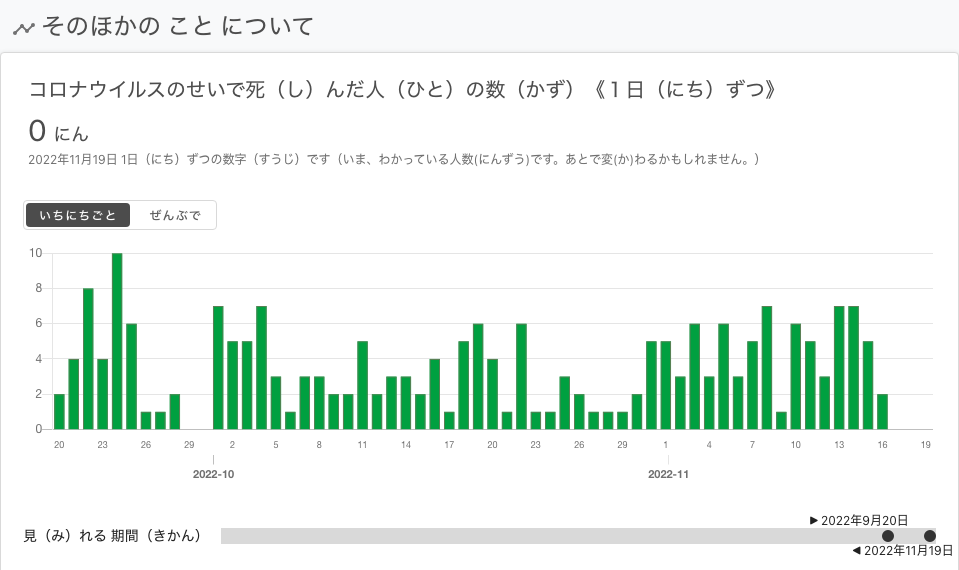 そのほかの こと について
コロナウイルスのせいで死（し）んだ人（ひと）の数（かず）《１日（にち）ずつ》
0 にん
2022年11月19日 1日（にち）ずつの数字（すうじ）です（いま、わかっている人数(にんずう)です。あとで変(か)わるかもしれません。）
いちにちごと ぜんぶで
10
8
6
4
2
0
20 23 26 29 2 5 8 11 14 17 20 23 26 29 1 4 7 10 13 16 19
2022-10 2022-11
▶ 2022年9月20日
見（み）れる 期間（きかん）
◀ 2022年11月19日